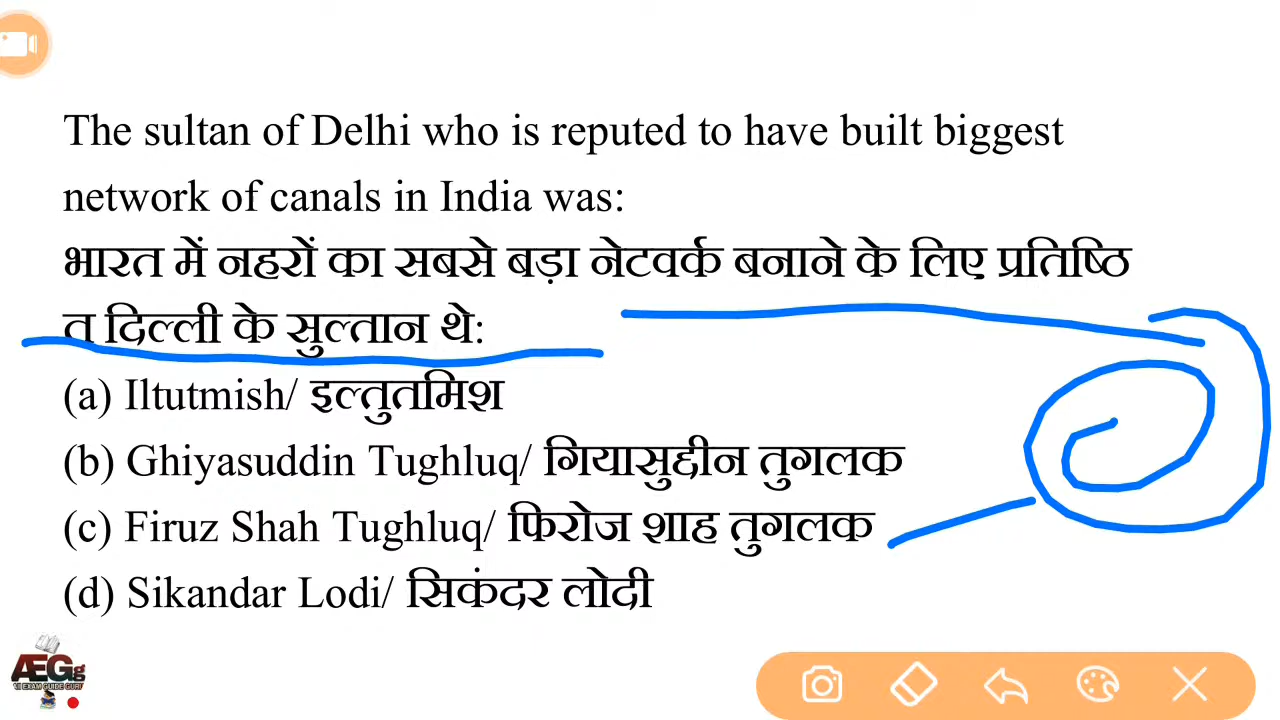 The sultan of Delhi who is reputed to have built biggest
network of canals in India was:
भारत में नहरों का सबसे बड़ा नेटवर्क बनाने के लिए प्रतिष्ठि
त दिल्ली के सुल्तान थे:
(a) Iltutmish/ इल्तुतमिश
(b) Ghiyasuddin Tughluq/ गियासुद्दीन तुगलक
(c) Firuz Shah Tughluq/ फिरोज शाह तुगलक
(d) Sikandar Lodi/ सिकंदर लोदी
ÆGg